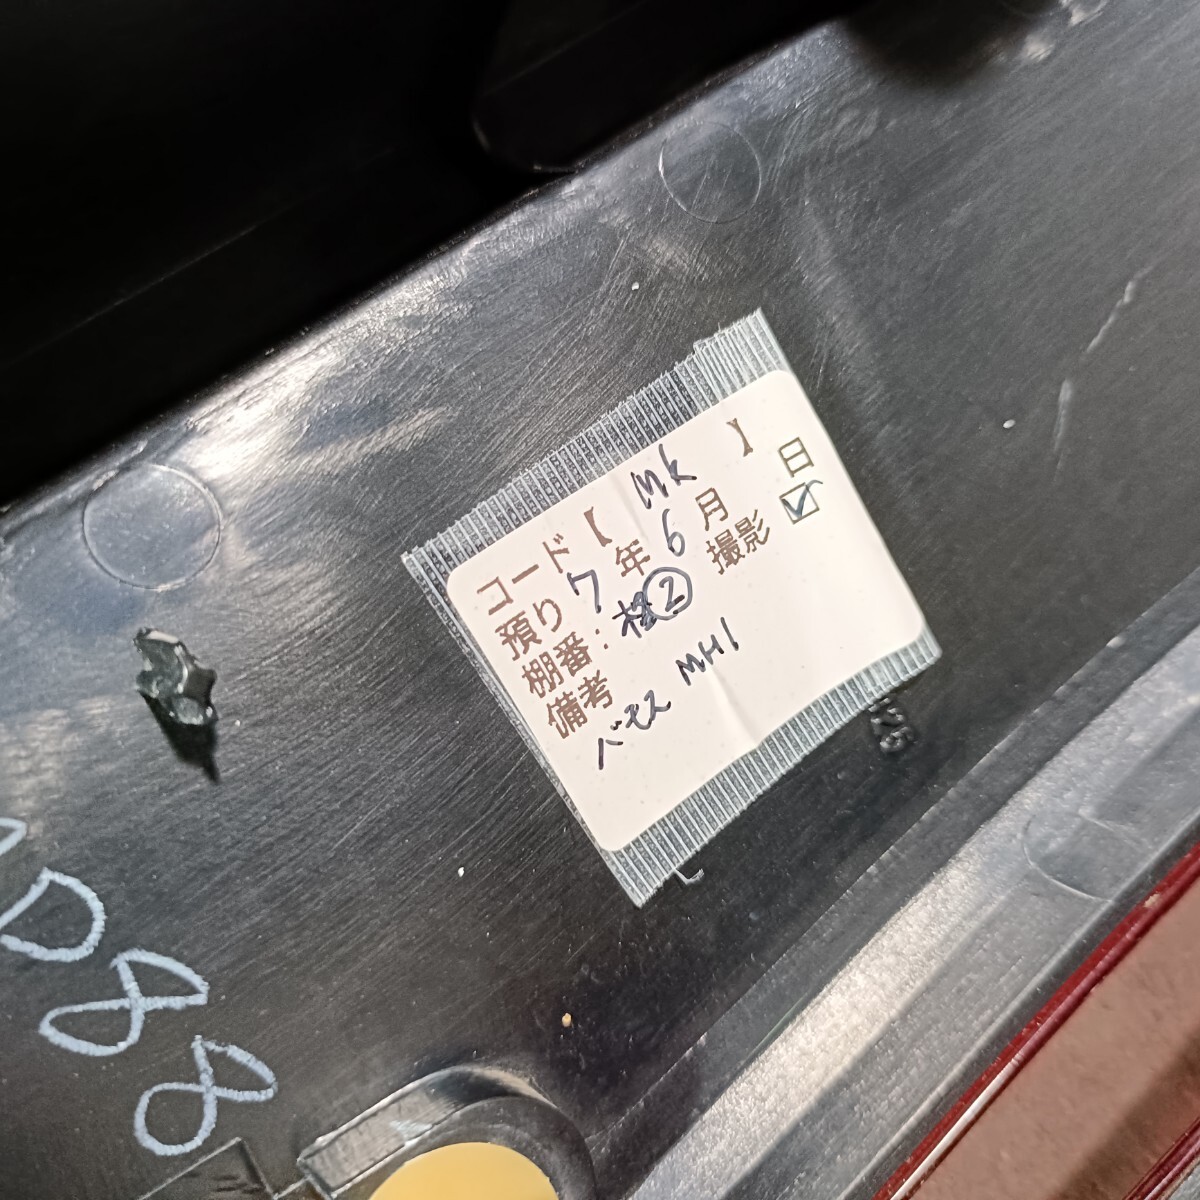 コード【 Mk 】
預り 7 年 6 月 日
棚番: ② 撮影 ☑
備考
バモス MH1
D88